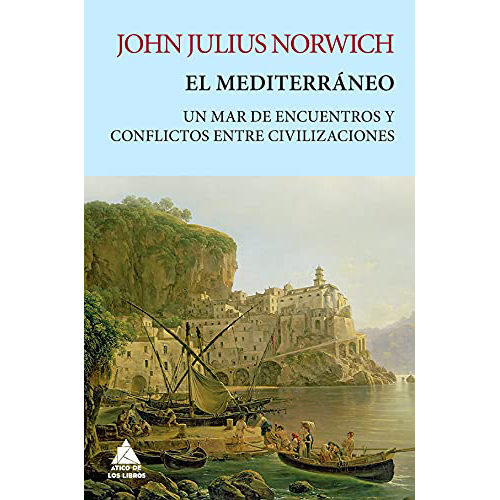 JOHN JULIUS NORWICH
EL MEDITERRÁNEO
UN MAR DE ENCUENTROS Y
CONFLICTOS ENTRE CIVILIZACIONES
ÁTICO DE
LOS LIBROS